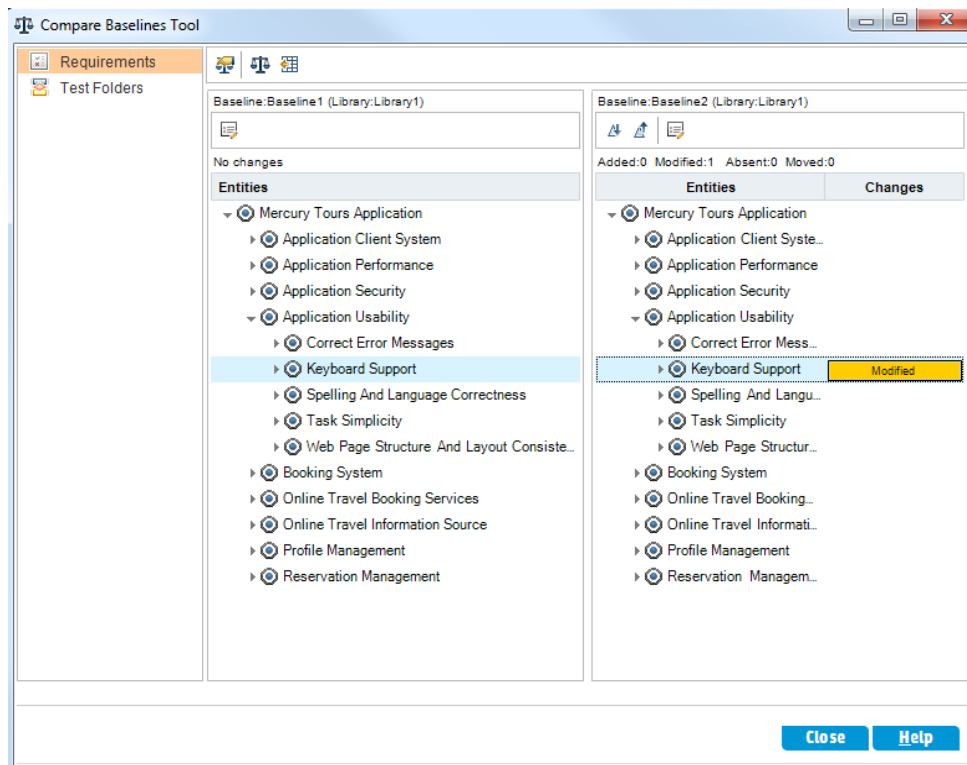 Compare Baselines Tool
Requirements
Test Folders
Baseline:Baseline1 (Library:Library1)
No changes
Entities
Mercury Tours Application
Application Client System
Application Performance
Application Security
Application Usability
Correct Error Messages
Keyboard Support
Spelling And Language Correctness
Task Simplicity
Web Page Structure And Layout Consiste...
Booking System
Online Travel Booking Services
Online Travel Information Source
Profile Management
Reservation Management
Baseline:Baseline2 (Library:Library1)
Added:0 Modified:1 Absent:0 Moved:0
Entities Changes
Mercury Tours Application
Application Client Syste...
Application Performance
Application Security
Application Usability
Correct Error Mess...
Keyboard Support Modified
Spelling And Langu...
Task Simplicity
Web Page Structur...
Booking System
Online Travel Booking...
Online Travel Informati...
Profile Management
Reservation Managem...
Close Help